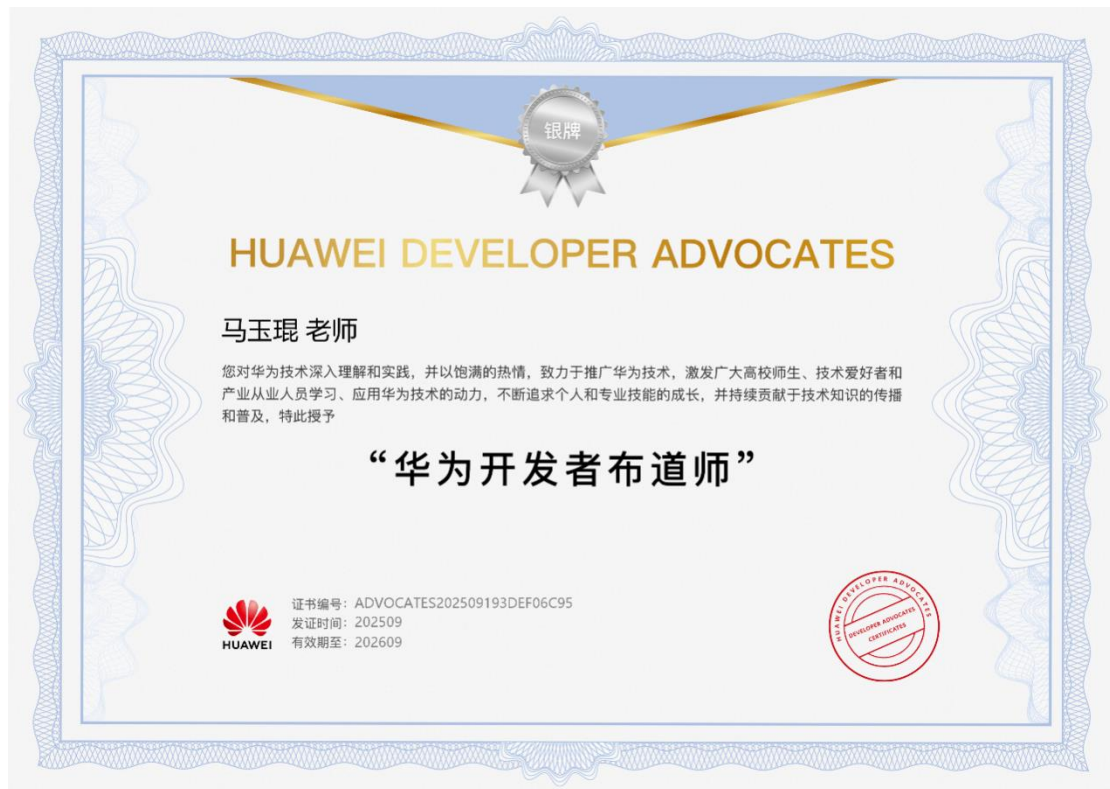 银牌
HUAWEI DEVELOPER ADVOCATES
马玉琨 老师
您对华为技术深入理解和实践，并以饱满的热情，致力于推广华为技术，激发广大高校师生、技术爱好者和
产业从业人员学习、应用华为技术的动力，不断追求个人和专业技能的成长，并持续贡献于技术知识的传播
和普及，特此授予
“华为开发者布道师”
HUAWEI
证书编号：ADVOCATES202509193DEF06C95
发证时间：202509
有效期至：202609
HUAWEI DEVELOPER ADVOCATES
DEVELOPER ADVOCATES
CERTIFICATES